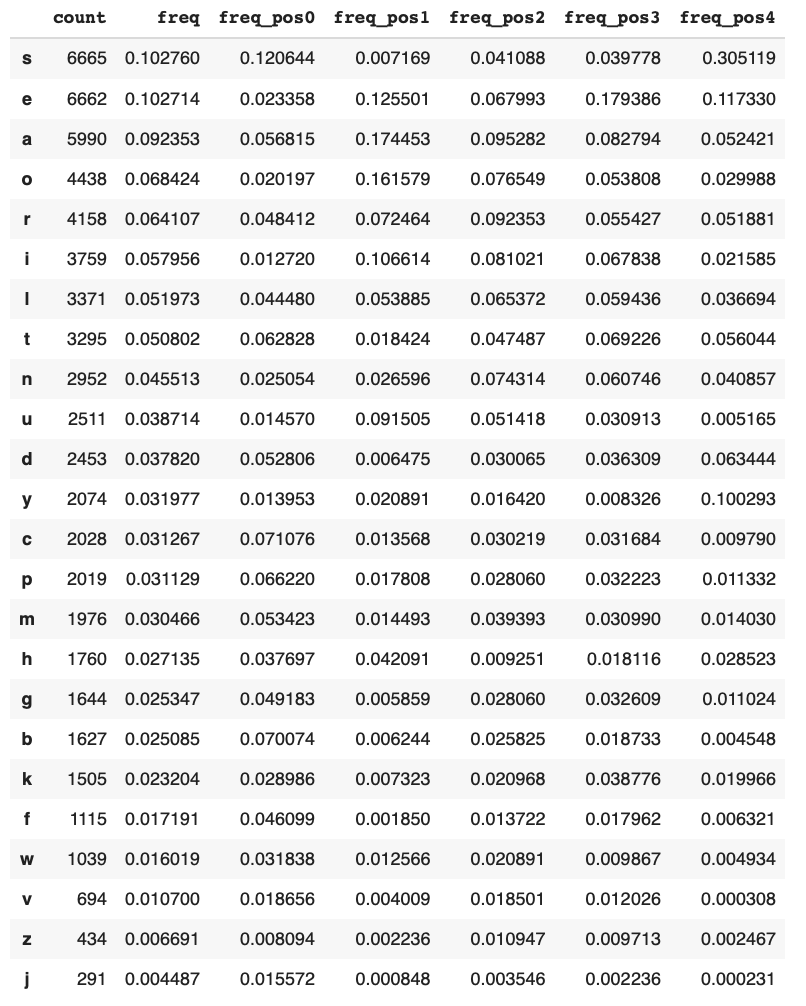 count freq freq_pos0 freq_pos1 freq_pos2 freq_pos3 freq_pos4
s 6665 0.102760 0.120644 0.007169 0.041088 0.039778 0.305119
e 6662 0.102714 0.023358 0.125501 0.067993 0.179386 0.117330
a 5990 0.092353 0.056815 0.174453 0.095282 0.082794 0.052421
o 4438 0.068424 0.020197 0.161579 0.076549 0.053808 0.029988
r 4158 0.064107 0.048412 0.072464 0.092353 0.055427 0.051881
i 3759 0.057956 0.012720 0.106614 0.081021 0.067838 0.021585
l 3371 0.051973 0.044480 0.053885 0.065372 0.059436 0.036694
t 3295 0.050802 0.062828 0.018424 0.047487 0.069226 0.056044
n 2952 0.045513 0.025054 0.026596 0.074314 0.060746 0.040857
u 2511 0.038714 0.014570 0.091505 0.051418 0.030913 0.005165
d 2453 0.037820 0.052806 0.006475 0.030065 0.036309 0.063444
y 2074 0.031977 0.013953 0.020891 0.016420 0.008326 0.100293
c 2028 0.031267 0.071076 0.013568 0.030219 0.031684 0.009790
p 2019 0.031129 0.066220 0.017808 0.028060 0.032223 0.011332
m 1976 0.030466 0.053423 0.014493 0.039393 0.030990 0.014030
h 1760 0.027135 0.037697 0.042091 0.009251 0.018116 0.028523
g 1644 0.025347 0.049183 0.005859 0.028060 0.032609 0.011024
b 1627 0.025085 0.070074 0.006244 0.025825 0.018733 0.004548
k 1505 0.023204 0.028986 0.007323 0.020968 0.038776 0.019966
f 1115 0.017191 0.046099 0.001850 0.013722 0.017962 0.006321
w 1039 0.016019 0.031838 0.012566 0.020891 0.009867 0.004934
v 694 0.010700 0.018656 0.004009 0.018501 0.012026 0.000308
z 434 0.006691 0.008094 0.002236 0.010947 0.009713 0.002467
j 291 0.004487 0.015572 0.000848 0.003546 0.002236 0.000231